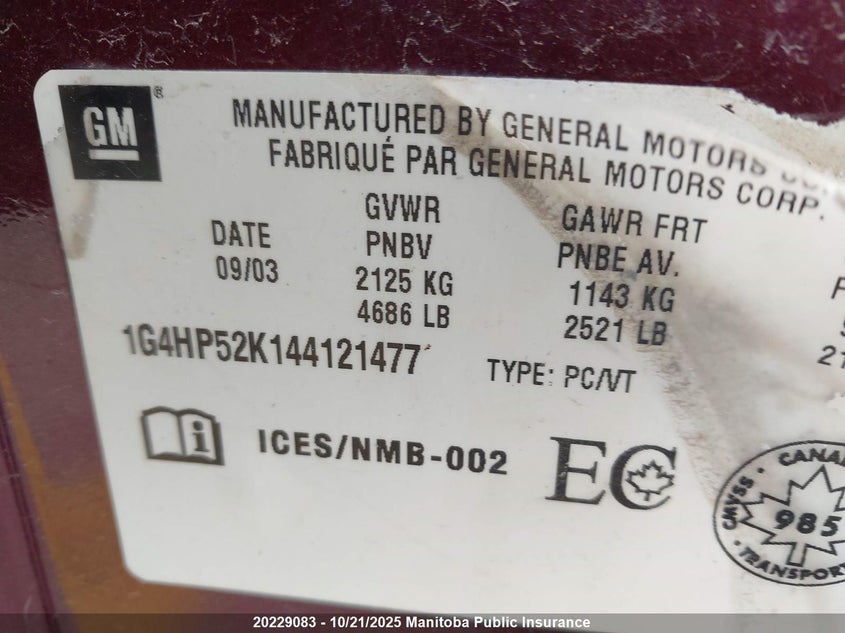 GM®
MANUFACTURED BY GENERAL MOTORS
FABRIQUÉ PAR GENERAL MOTORS CORP.
DATE
09/03
GVWR
PNBV
2125 KG
4686 LB
GAWR FRT
PNBE AV.
1143 KG
2521 LB
1G4HP52K144121477
TYPE: PC/VT
i
ICES/NMB-002
EC
CMVSS
985
20229083 - 10/21/2025 Manitoba Public Insurance